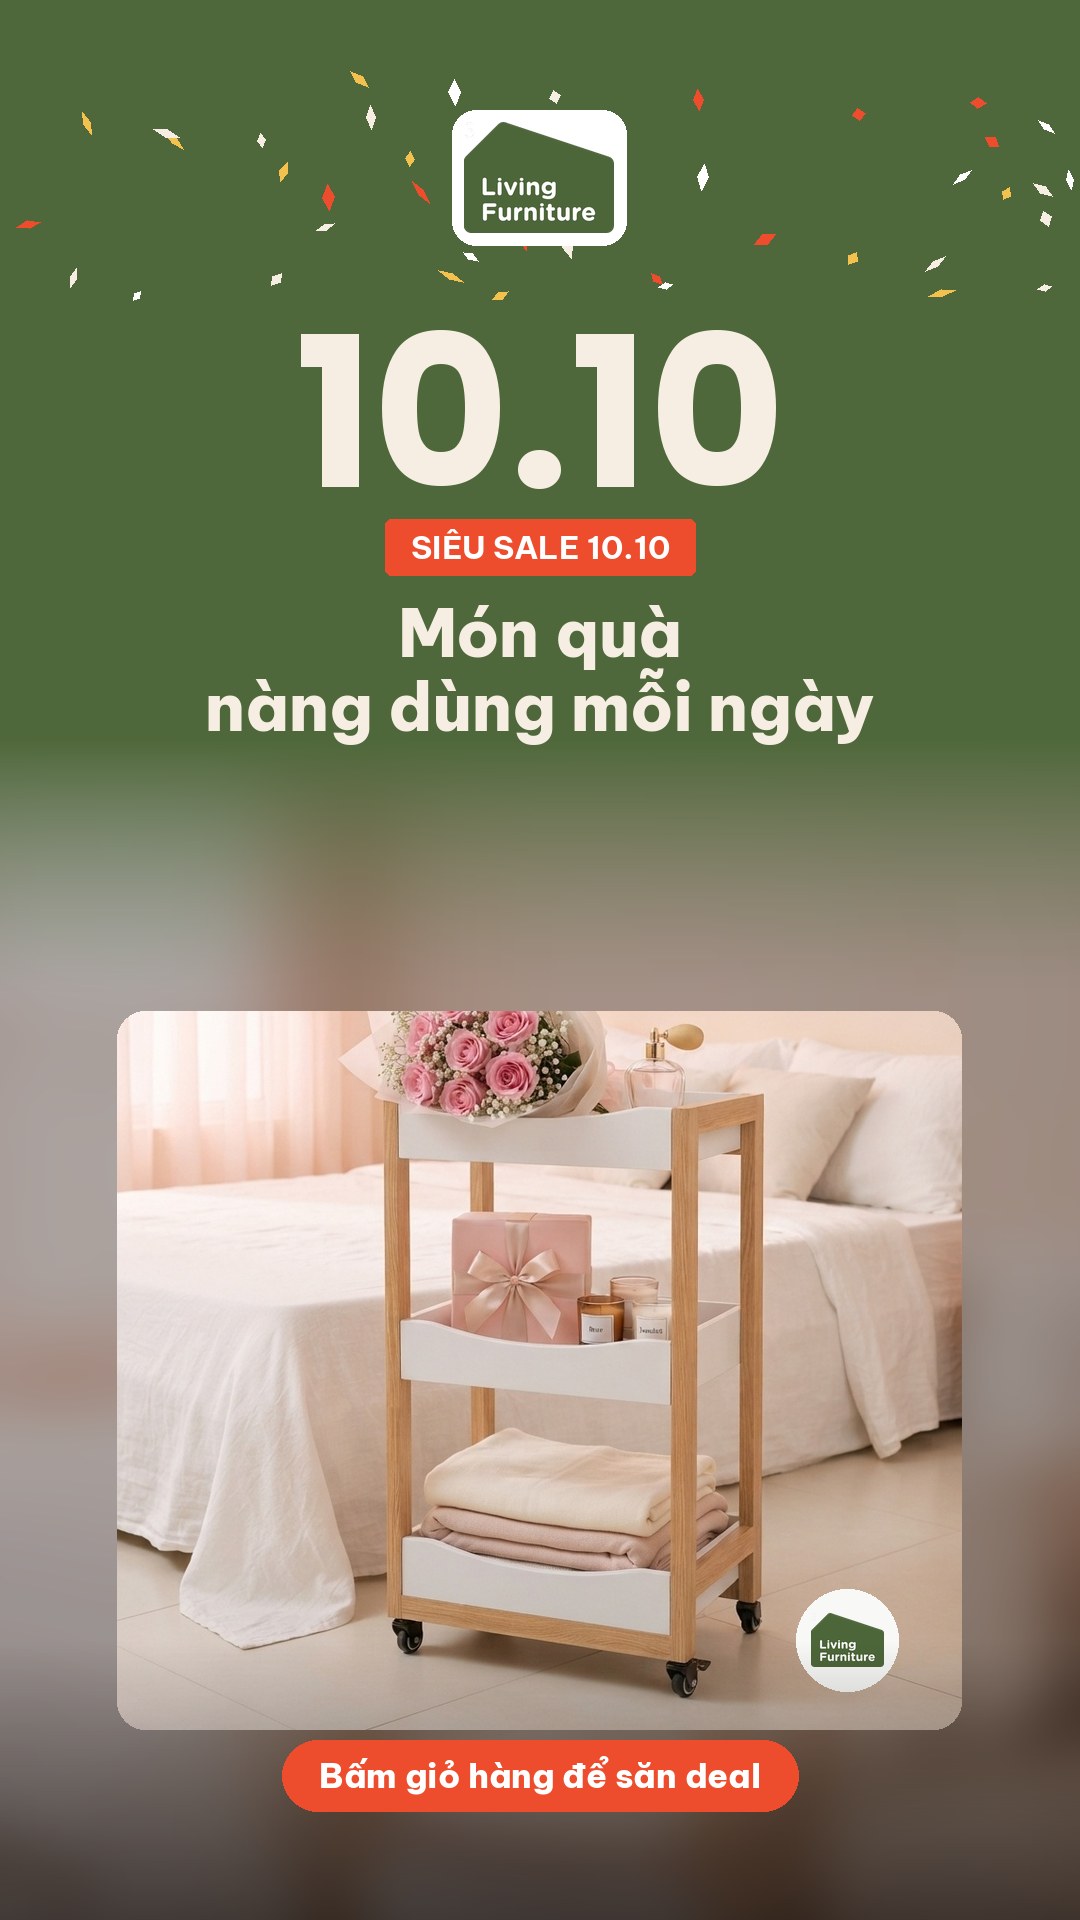 Living
Furniture
10.10
SIÊU SALE 10.10
Món quà
nàng dùng mỗi ngày
Living
Furniture
Bấm giỏ hàng để săn deal